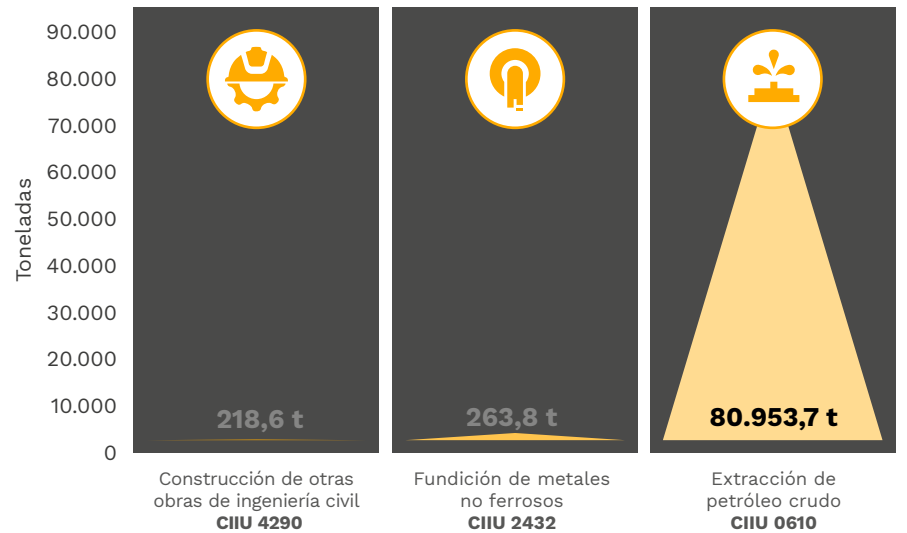 Toneladas
90.000
80.000
70.000
60.000
50.000
40.000
30.000
20.000
10.000
0
218,6 t
263,8 t
80.953,7 t
Construcción de otras
obras de ingeniería civil
CIIU 4290
Fundición de metales
no ferrosos
CIIU 2432
Extracción de
petróleo crudo
CIIU 0610